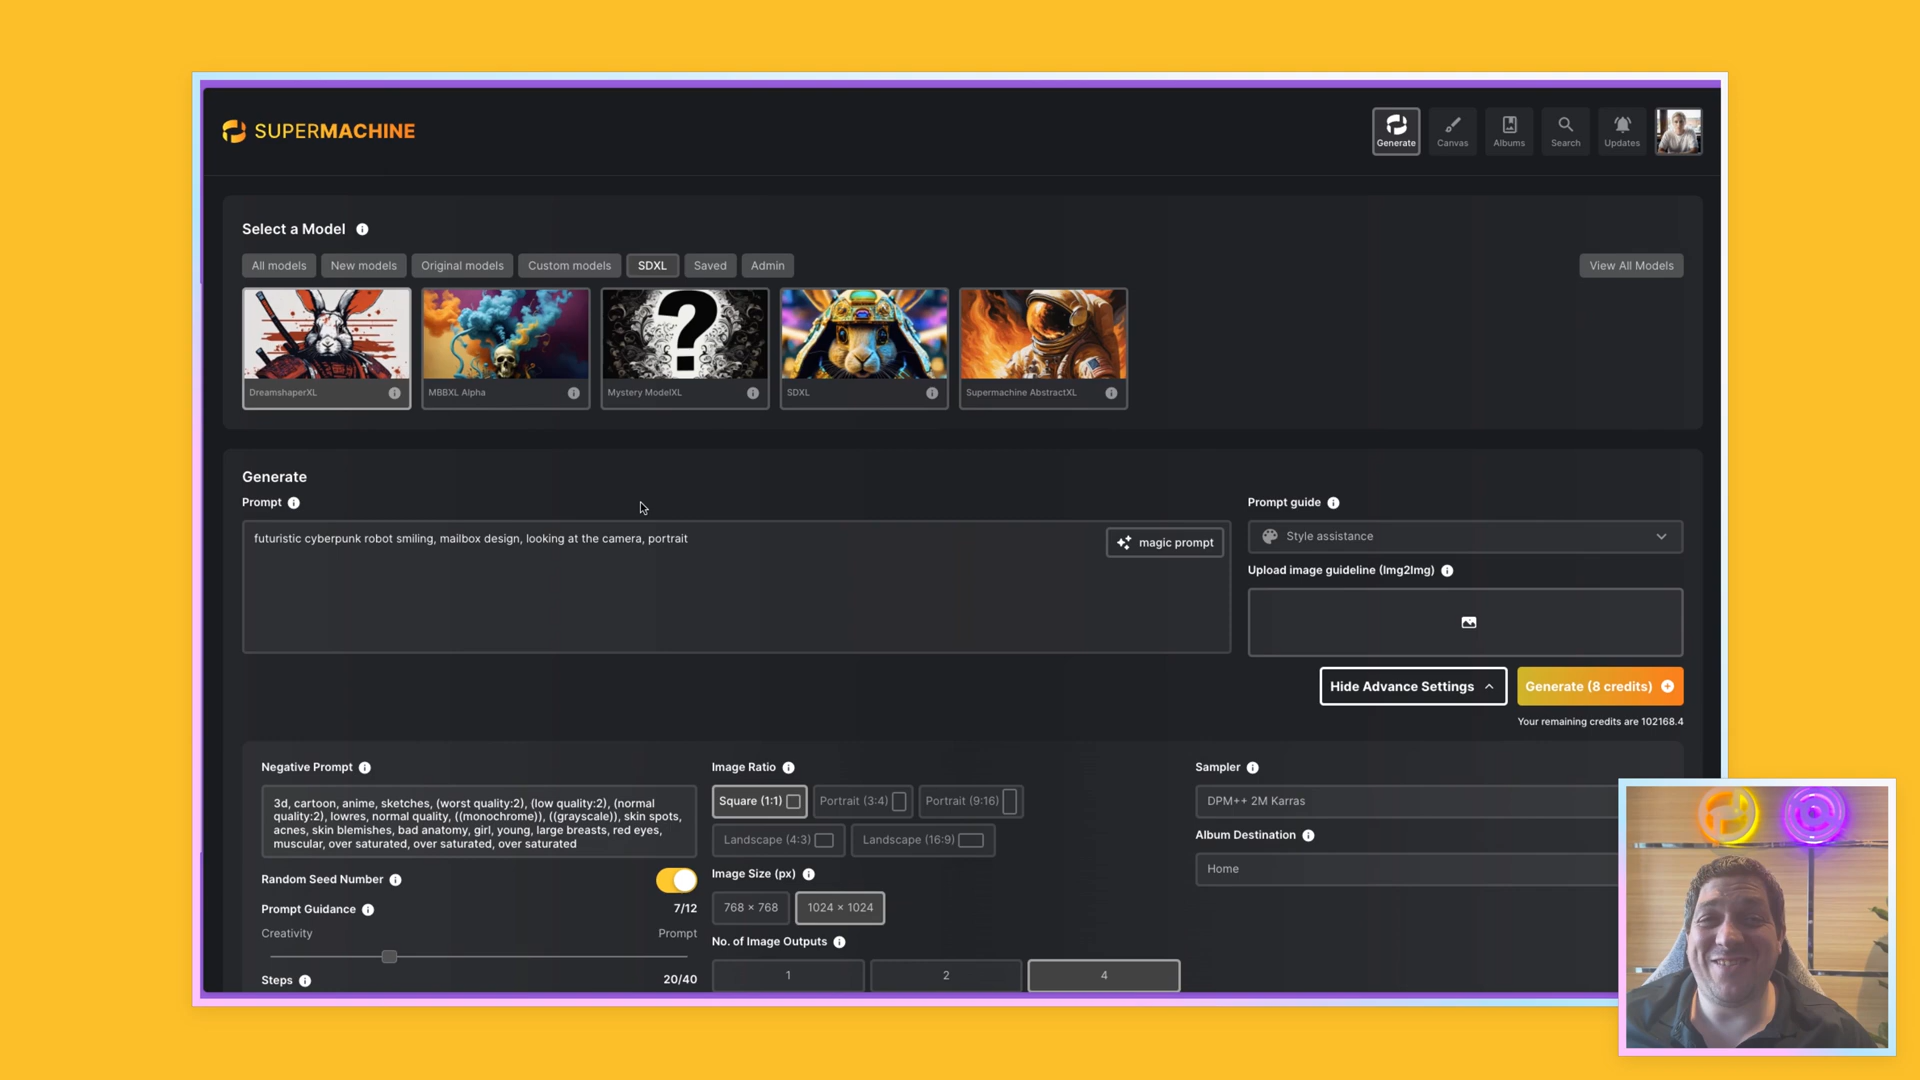 SUPERMACHINE
Generate
Canvas
Albums
Search
Updates
Select a Model
All models
New models
Original models
Custom models
SDXL
Saved
Admin
View All Models
DreamshaperXL
MBBXL Alpha
?
Mystery ModelXL
SDXL
Supermachine AbstractXL
Generate
Prompt
futuristic cyberpunk robot smiling, mailbox design, looking at the camera, portrait
magic prompt
Prompt guide
Style assistance
Upload image guideline (Img2Img)
Hide Advance Settings
Generate (8 credits)
Your remaining credits are 102168.4
Negative Prompt
3d, cartoon, anime, sketches, (worst quality:2), (low quality:2), (normal
quality:2), lowres, normal quality, ((monochrome)), ((grayscale)), skin spots,
acnes, skin blemishes, bad anatomy, girl, young, large breasts, red eyes,
muscular, over saturated, over saturated, over saturated
Random Seed Number
Prompt Guidance
7/12
Creativity
Prompt
Steps
20/40
Image Ratio
Square (1:1)
Portrait (3:4)
Portrait (9:16)
Landscape (4:3)
Landscape (16:9)
Image Size (px)
768 × 768
1024 × 1024
No. of Image Outputs
1
2
4
Sampler
DPM++ 2M Karras
Album Destination
Home